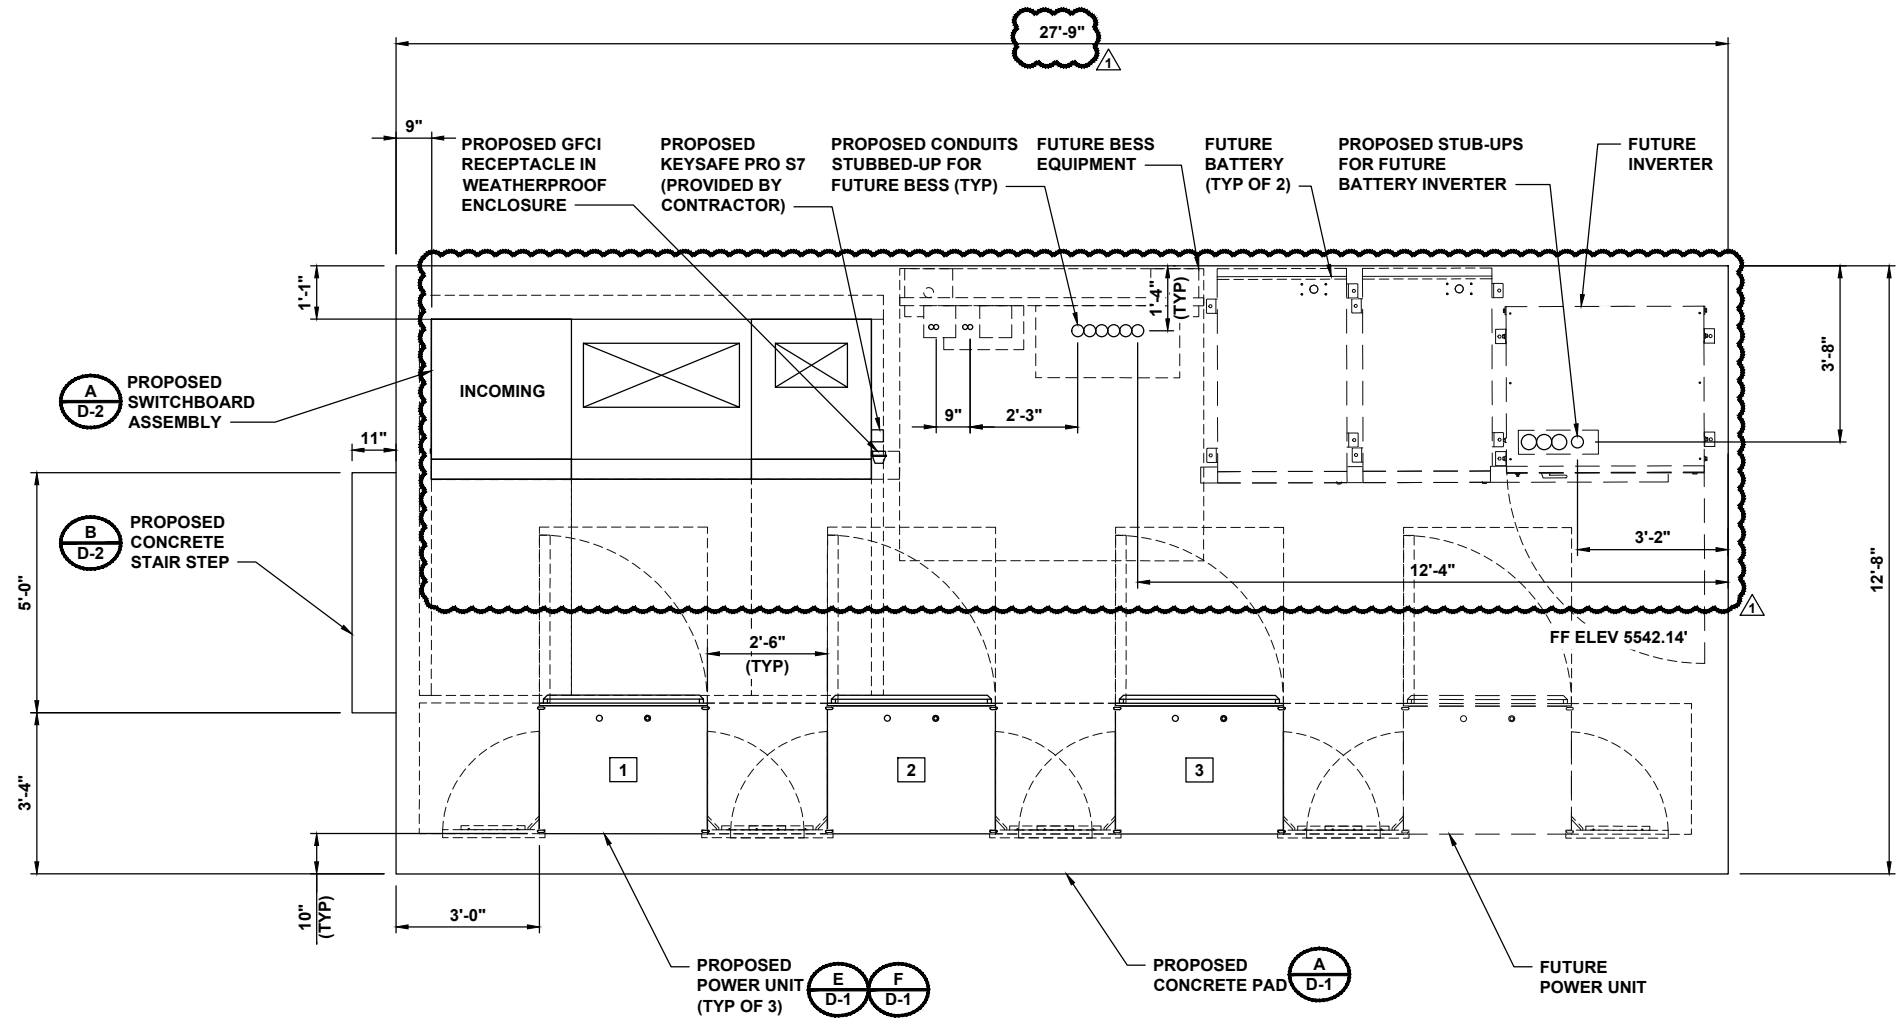 27'-9"
1
9"
PROPOSED GFCI
RECEPTACLE IN
WEATHERPROOF
ENCLOSURE
PROPOSED
KEYSAFE PRO S7
(PROVIDED BY
CONTRACTOR)
PROPOSED CONDUITS
STUBBED-UP FOR
FUTURE BESS (TYP)
FUTURE BESS
EQUIPMENT
FUTURE
BATTERY
(TYP OF 2)
PROPOSED STUB-UPS
FOR FUTURE
BATTERY INVERTER
FUTURE
INVERTER
1'-1"
1'-4"
(TYP)
3'-8"
A
D-2
PROPOSED
SWITCHBOARD
ASSEMBLY
INCOMING
9"
2'-3"
11"
B
D-2
PROPOSED
CONCRETE
STAIR STEP
3'-2"
12'-4"
5'-0"
12'-8"
1
2'-6"
(TYP)
FF ELEV 5542.14'
1
2
3
3'-4"
10"
(TYP)
3'-0"
PROPOSED
POWER UNIT
(TYP OF 3)
E
D-1
F
D-1
PROPOSED
CONCRETE PAD
A
D-1
FUTURE
POWER UNIT